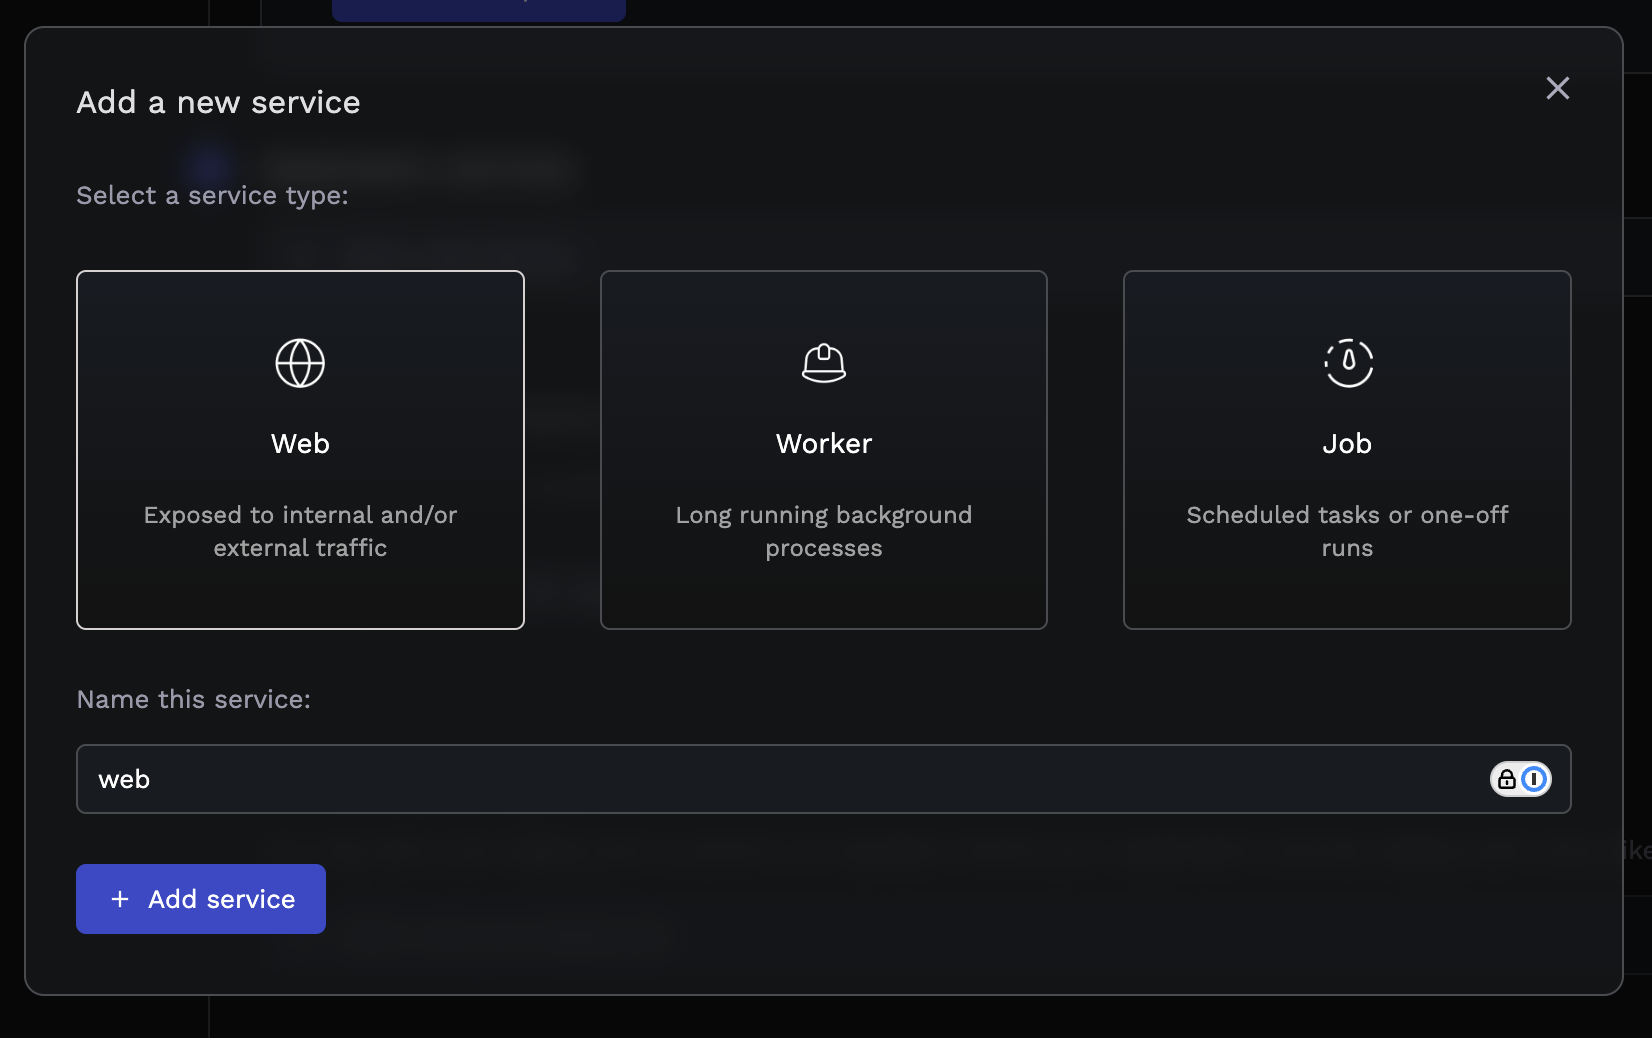 Add a new service
Select a service type:
Web
Exposed to internal and/or
external traffic
Worker
Long running background
processes
Job
Scheduled tasks or one-off
runs
Name this service:
web
+ Add service